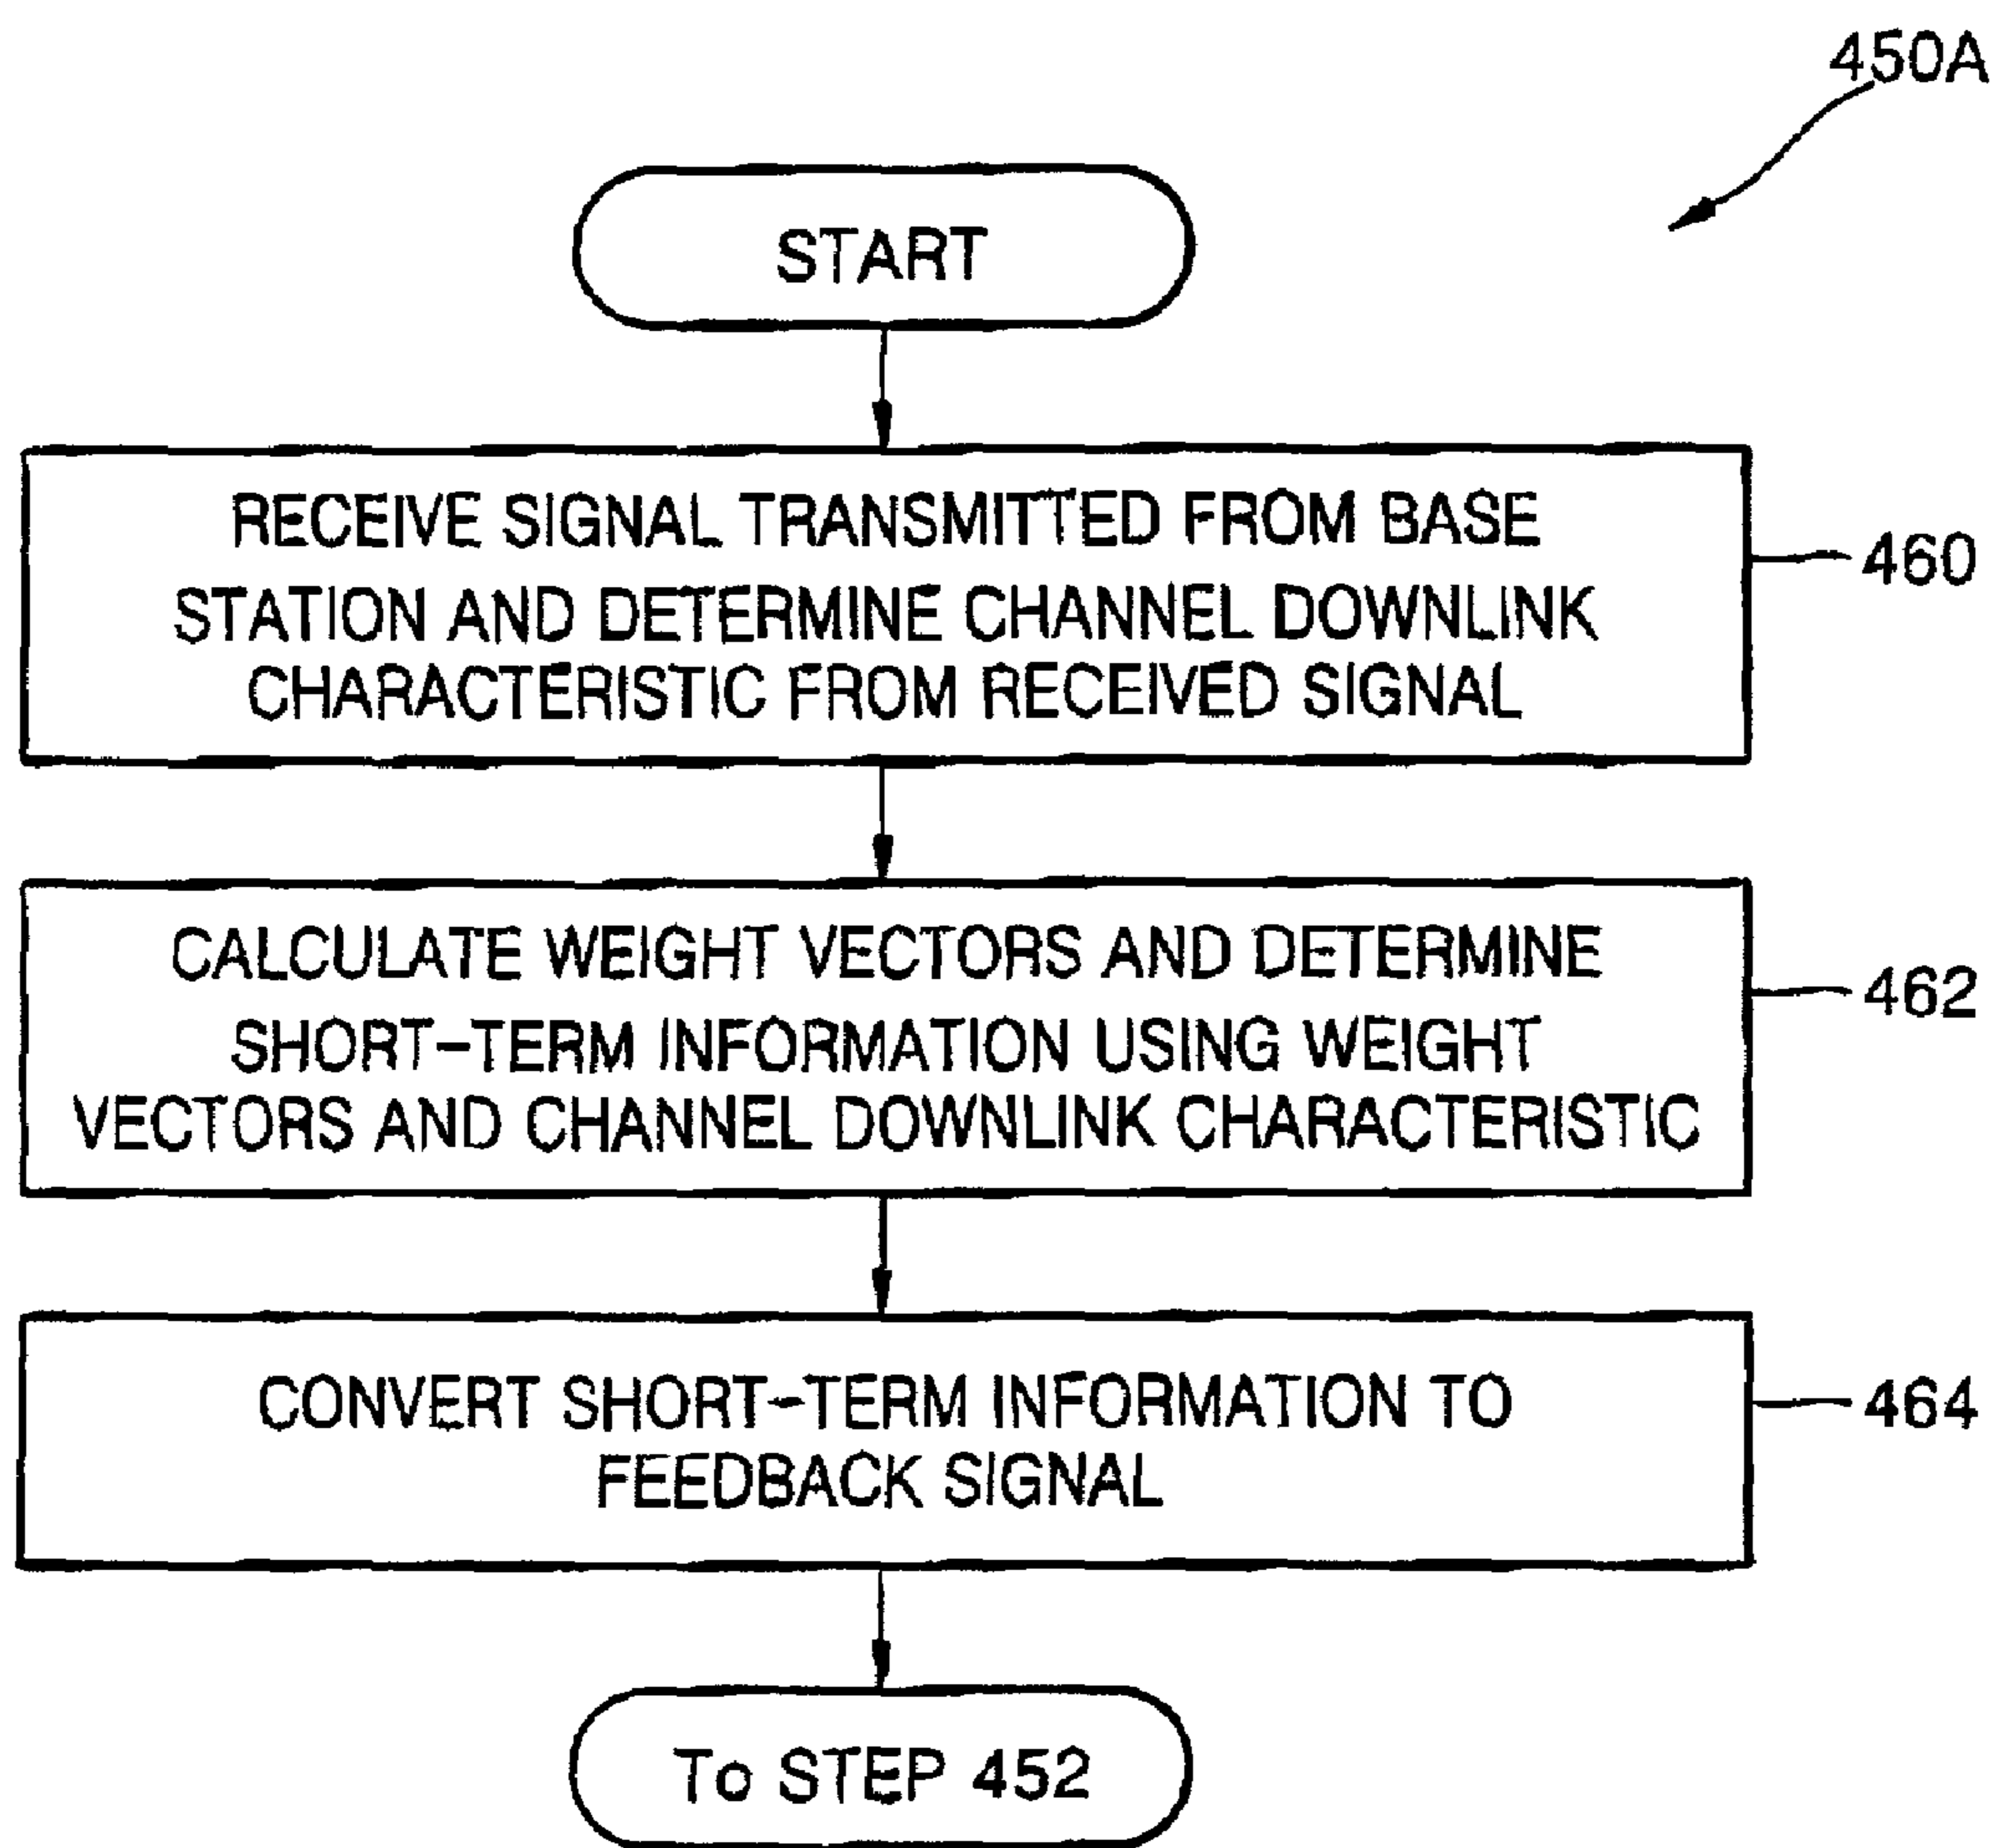 450A
START
RECEIVE SIGNAL TRANSMITTED FROM BASE
STATION AND DETERMINE CHANNEL DOWNLINK
CHARACTERISTIC FROM RECEIVED SIGNAL
460
CALCULATE WEIGHT VECTORS AND DETERMINE
SHORT-TERM INFORMATION USING WEIGHT
VECTORS AND CHANNEL DOWNLINK CHARACTERISTIC
462
CONVERT SHORT-TERM INFORMATION TO
FEEDBACK SIGNAL
464
To STEP 452